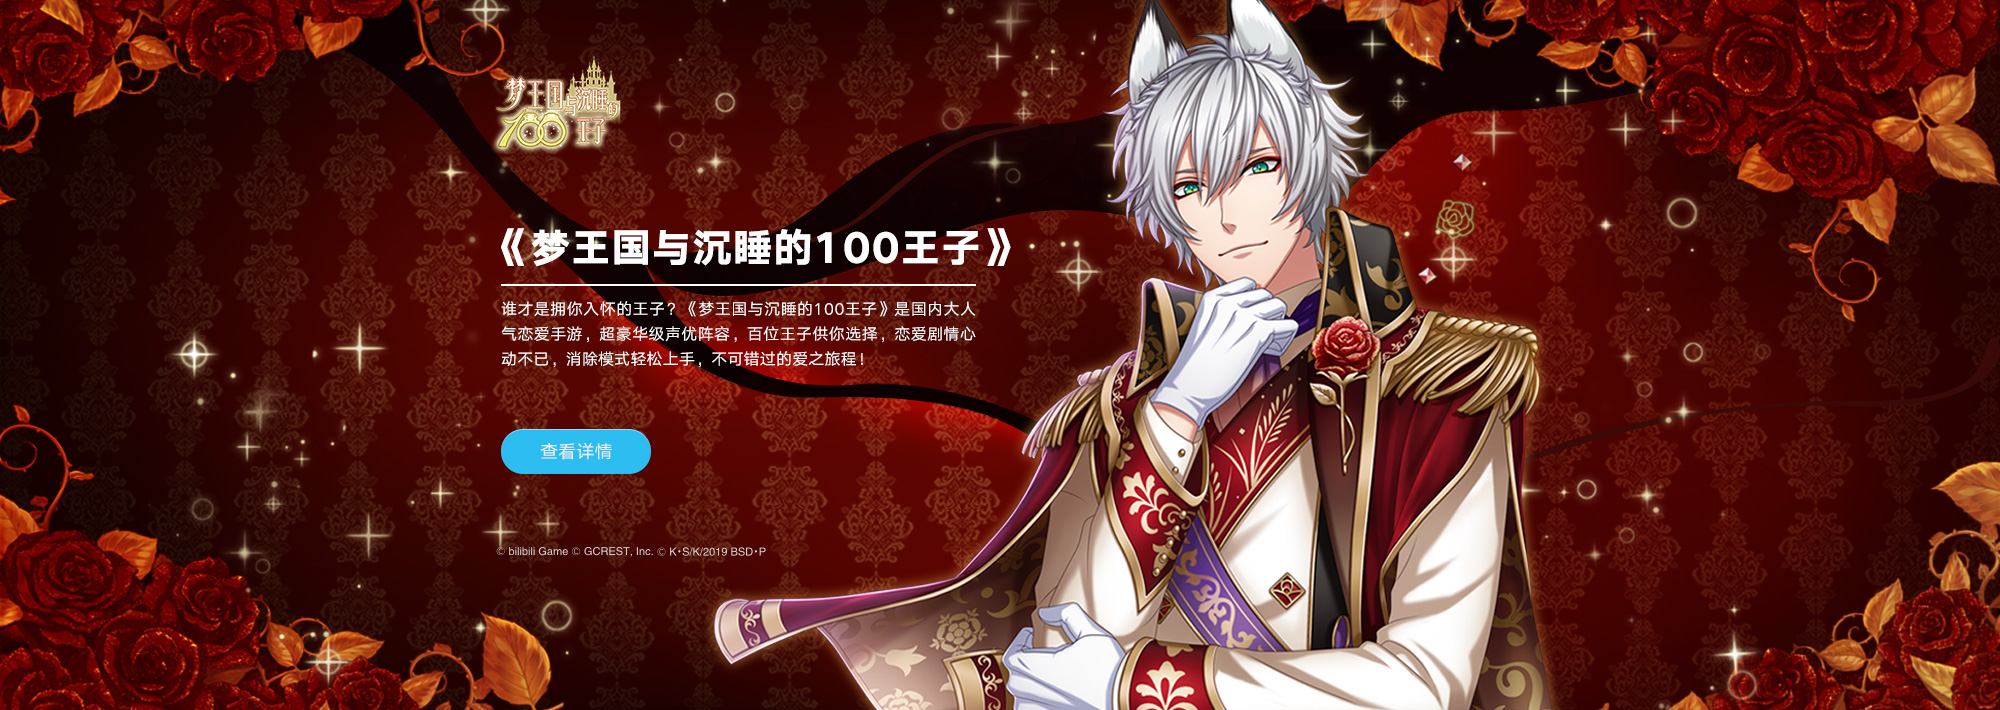 梦王国与沉睡的
100王子
《梦王国与沉睡的100王子》
谁才是拥你入怀的王子？《梦王国与沉睡的100王子》是国内大人
气恋爱手游，超豪华级声优阵容，百位王子供你选择，恋爱剧情心
动不已，消除模式轻松上手，不可错过的爱之旅程！
查看详情
© bilibili Game © GCREST, Inc. © K・S/K/2019 BSD・P